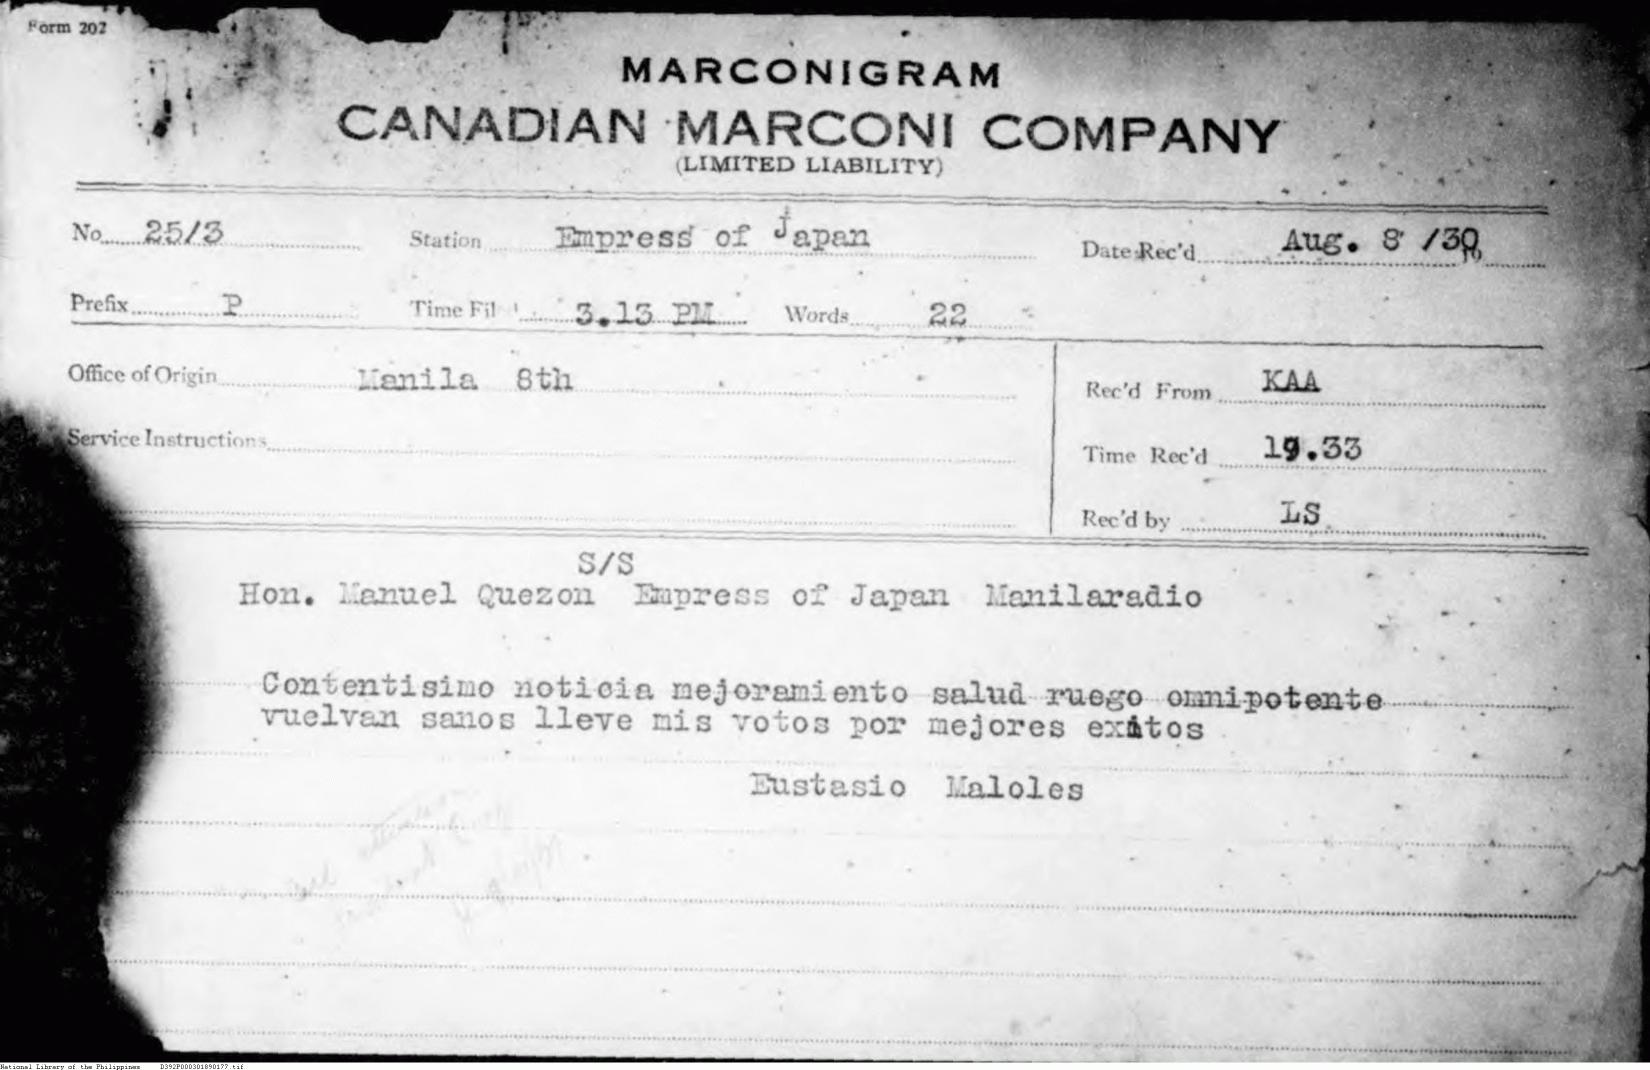 Form 202
MARCONIGRAM
CANADIAN MARCONI COMPANY
(LIMITED LIABILITY)
No. 25/3 Station Empress of Japan Date Rec'd Aug. 8 /30
Prefix P Time Fil 3.13 PM Words 22
Office of Origin Manila 8th Rec'd From KAA
Service Instructions Time Rec'd 19.33
Rec'd by LS
S/S
Hon. Manuel Quezon Empress of Japan Manilaradio
Contentisimo noticia mejoramiento salud ruego omnipotente
vuelvan sanos lleve mis votos por mejores exitos
Eustasio Maloles
National Library of the Philippines D392P000301890177.tif